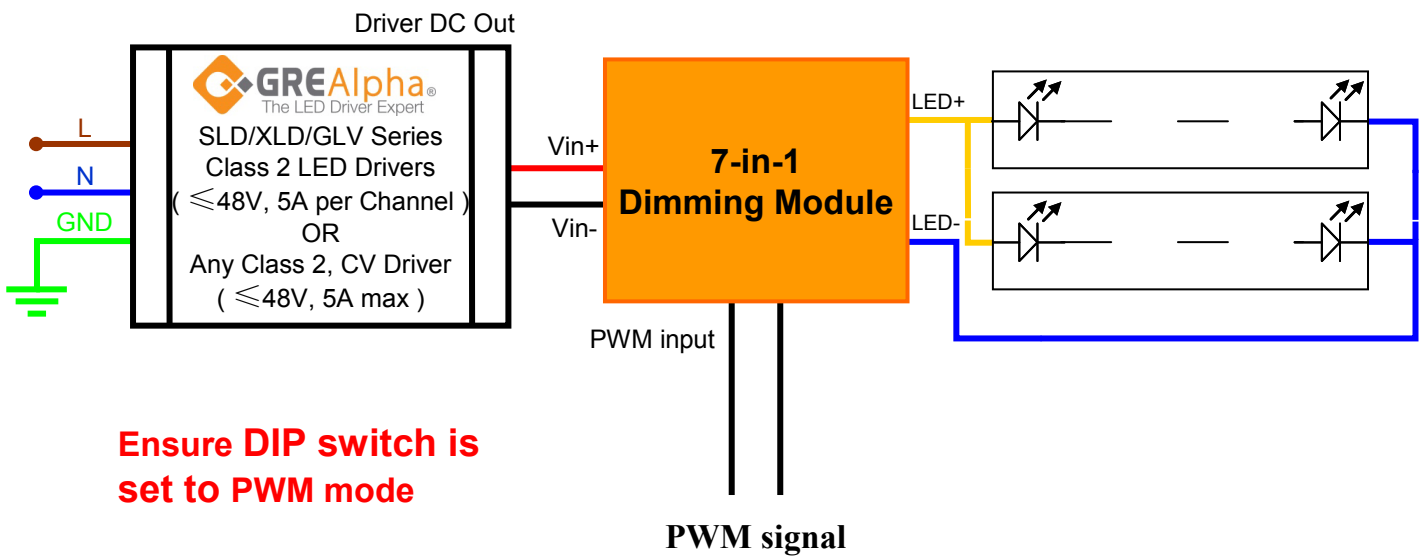 Driver DC Out
GREAlpha®
The LED Driver Expert
SLD/XLD/GLV Series
Class 2 LED Drivers
( ≤48V, 5A per Channel )
OR
Any Class 2, CV Driver
( ≤48V, 5A max )
L
N
GND
Vin+
Vin-
7-in-1
Dimming Module
LED+
LED-
PWM input
Ensure DIP switch is
set to PWM mode
PWM signal